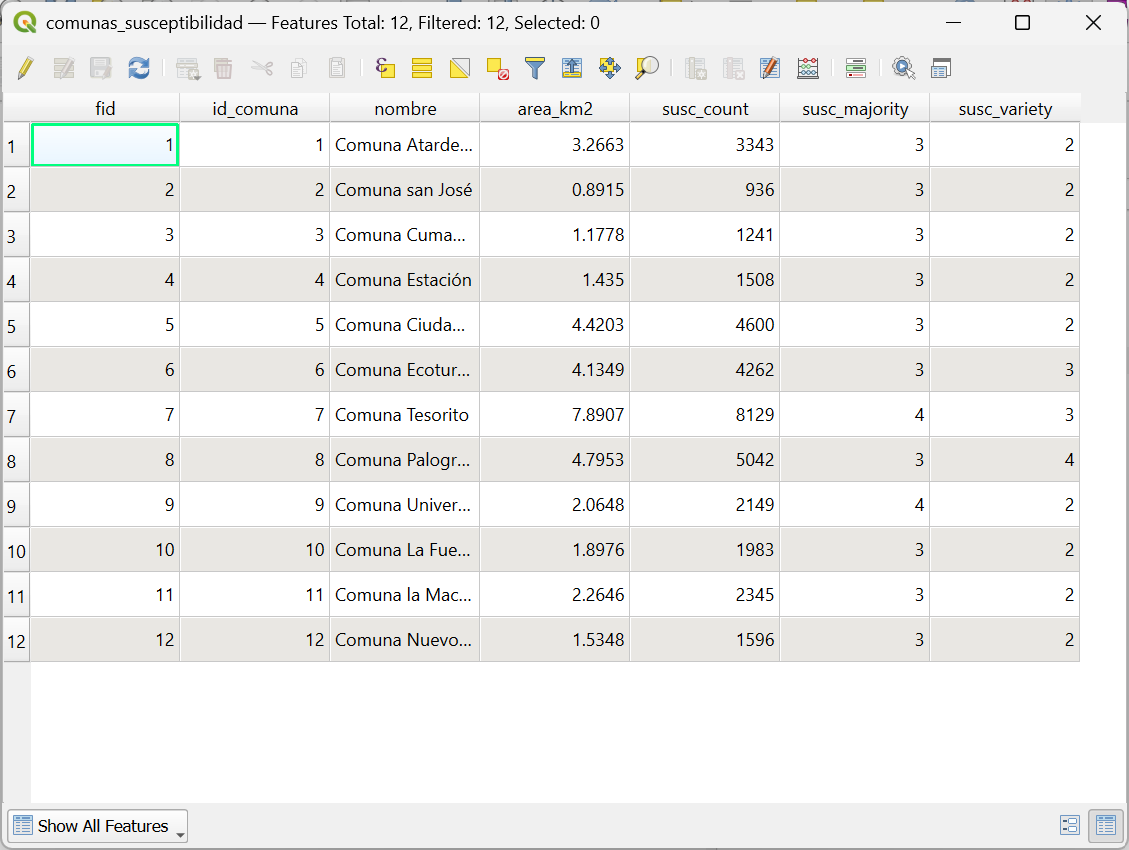 comunas_susceptibilidad — Features Total: 12, Filtered: 12, Selected: 0
fid id_comuna nombre area_km2 susc_count susc_majority susc_variety
1 1 1 Comuna Atarde... 3.2663 3343 3 2
2 2 2 Comuna san José 0.8915 936 3 2
3 3 3 Comuna Cuma... 1.1778 1241 3 2
4 4 4 Comuna Estación 1.435 1508 3 2
5 5 5 Comuna Ciuda... 4.4203 4600 3 2
6 6 6 Comuna Ecotur... 4.1349 4262 3 3
7 7 7 Comuna Tesorito 7.8907 8129 4 3
8 8 8 Comuna Palogr... 4.7953 5042 3 4
9 9 9 Comuna Univer... 2.0648 2149 4 2
10 10 10 Comuna La Fue... 1.8976 1983 3 2
11 11 11 Comuna la Mac... 2.2646 2345 3 2
12 12 12 Comuna Nuevo... 1.5348 1596 3 2
Show All Features